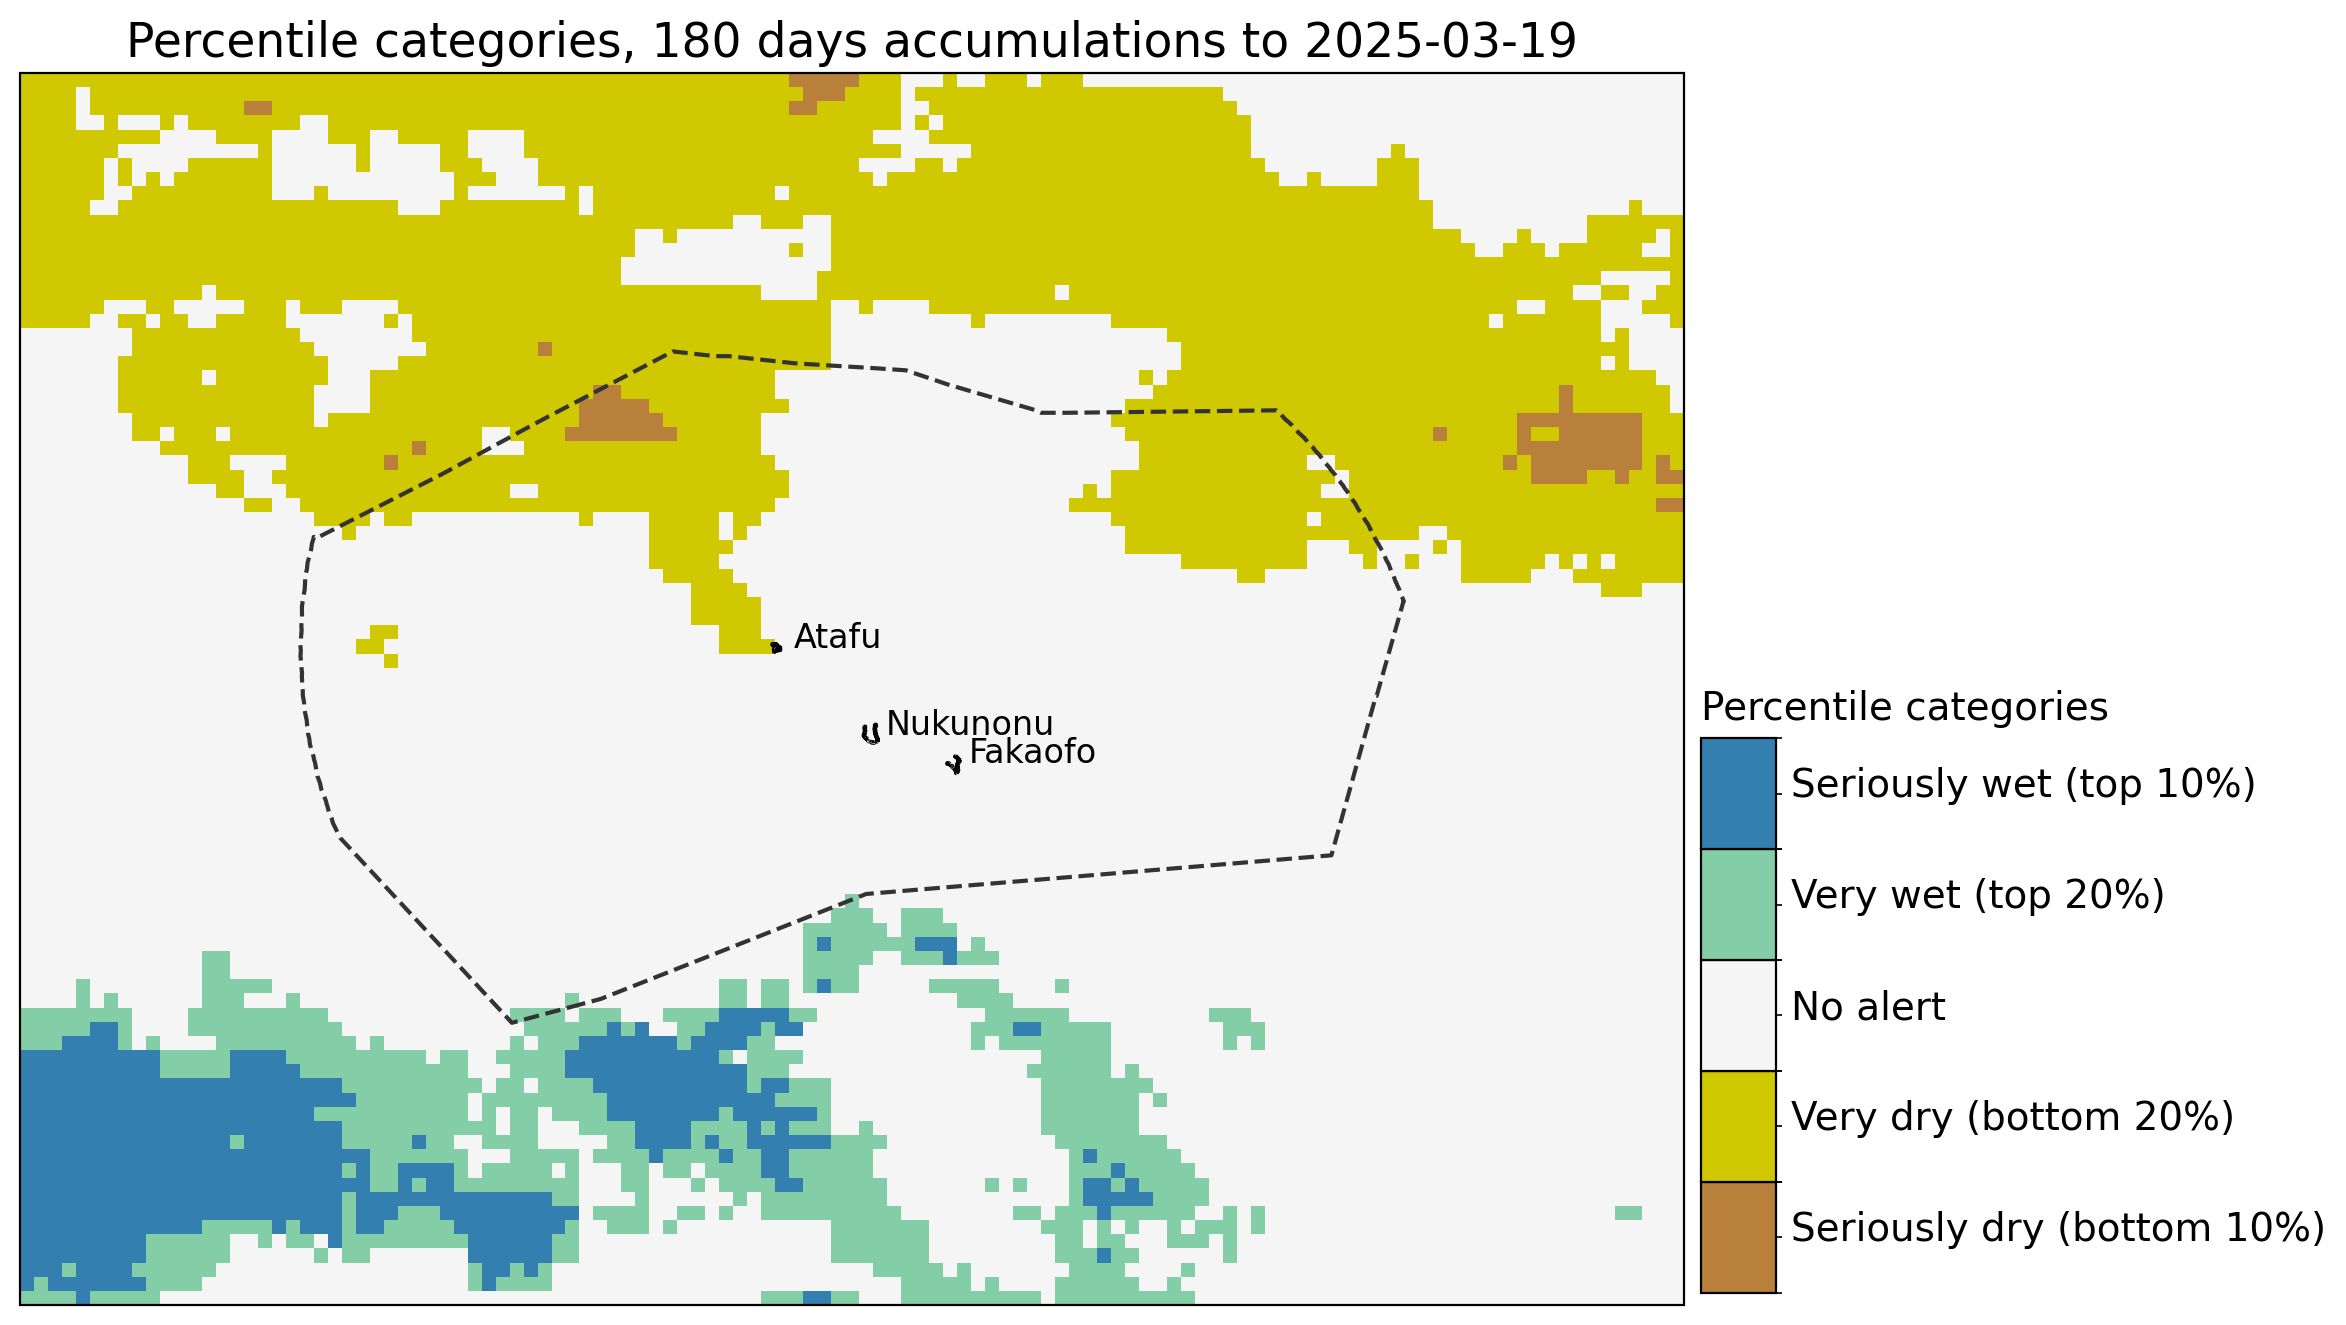 Percentile categories, 180 days accumulations to 2025-03-19
Atafu
Nukunonu
Fakaofo
Percentile categories
Seriously wet (top 10%)
Very wet (top 20%)
No alert
Very dry (bottom 20%)
Seriously dry (bottom 10%)